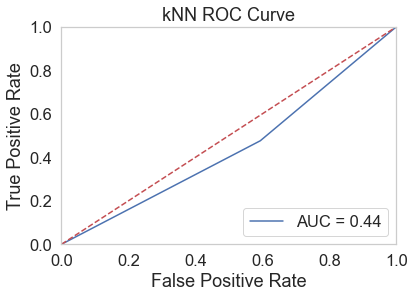 kNN ROC Curve
True Positive Rate
1.0
0.8
0.6
0.4
0.2
0.0
AUC = 0.44
0.0 0.2 0.4 0.6 0.8 1.0
False Positive Rate